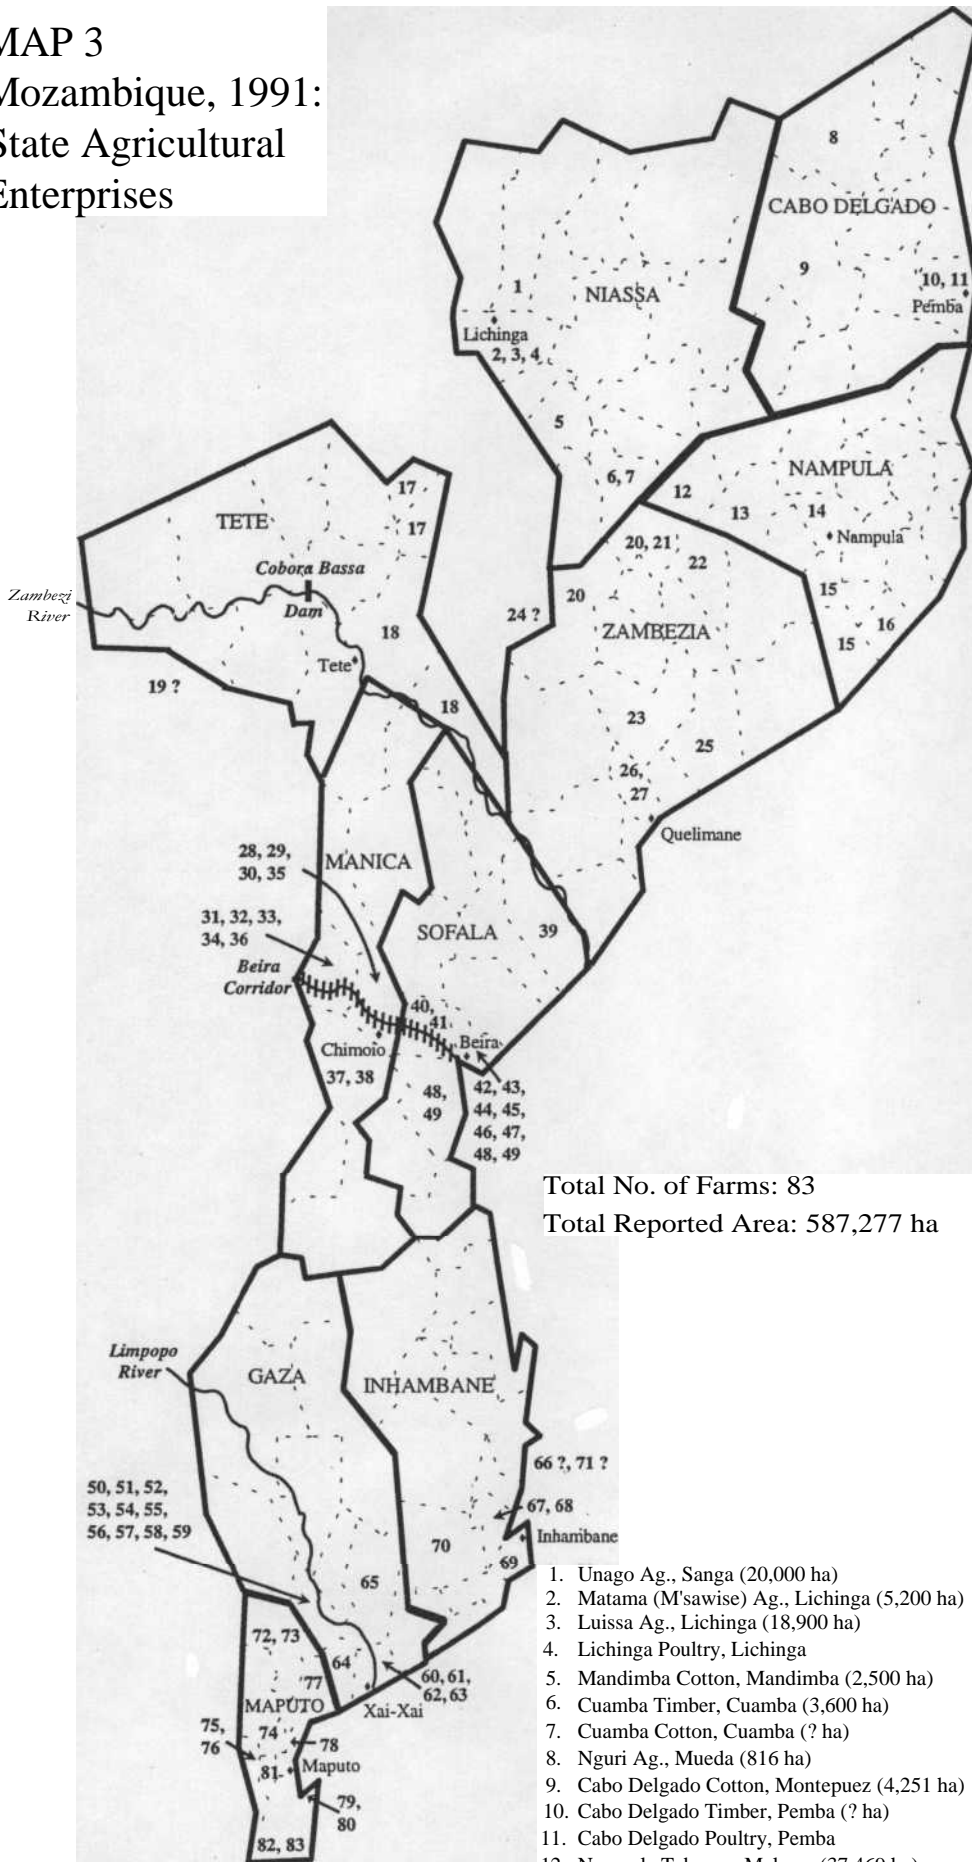 MAP 3
Mozambique, 1991:
State Agricultural
Enterprises
8
CABO DELGADO
9
10, 11
Pemba
1
NIASSA
Lichinga
2, 3, 4
5
6, 7
12
NAMPULA
13
14
Nampula
15
16
15
17
TETE
17
Cobora Bassa
Dam
Zambezi
River
18
Tete
19 ?
18
20, 21
22
20
24 ?
ZAMBEZIA
23
25
26,
27
Quelimane
28, 29,
30, 35
MANICA
31, 32, 33,
34, 36
SOFALA
39
Beira
Corridor
40,
41
Chimoio
Beira
37, 38
48,
49
42, 43,
44, 45,
46, 47,
48, 49
Total No. of Farms: 83
Total Reported Area: 587,277 ha
Limpopo
River
GAZA
INHAMBANE
66 ?, 71 ?
50, 51, 52,
53, 54, 55,
56, 57, 58, 59
67, 68
Inhambane
70
69
65
72, 73
64
77
60, 61,
62, 63
MAPUTO
Xai-Xai
75,
76
74
78
81
Maputo
79,
80
82, 83
1. Unago Ag., Sanga (20,000 ha)
2. Matama (M'sawise) Ag., Lichinga (5,200 ha)
3. Luissa Ag., Lichinga (18,900 ha)
4. Lichinga Poultry, Lichinga
5. Mandimba Cotton, Mandimba (2,500 ha)
6. Cuamba Timber, Cuamba (3,600 ha)
7. Cuamba Cotton, Cuamba (? ha)
8. Nguri Ag., Mueda (816 ha)
9. Cabo Delgado Cotton, Montepuez (4,251 ha)
10. Cabo Delgado Timber, Pemba (? ha)
11. Cabo Delgado Poultry, Pemba